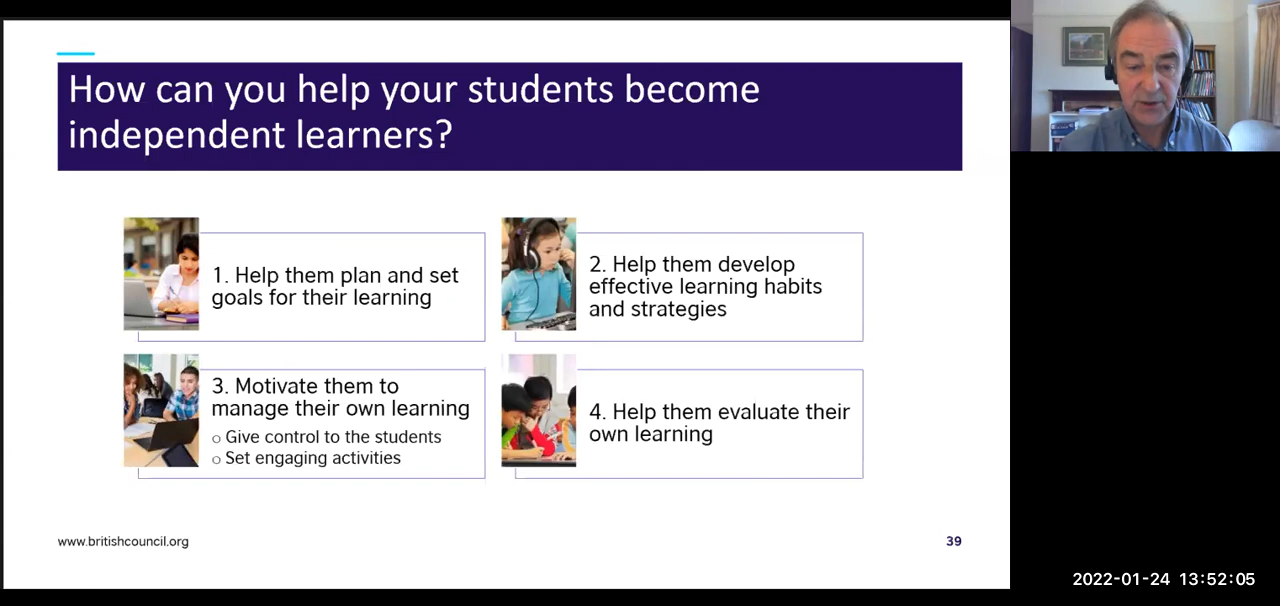 How can you help your students become
independent learners?
1. Help them plan and set
goals for their learning
2. Help them develop
effective learning habits
and strategies
3. Motivate them to
manage their own learning
o Give control to the students
o Set engaging activities
4. Help them evaluate their
own learning
www.britishcouncil.org
39
2022-01-24 13:52:05